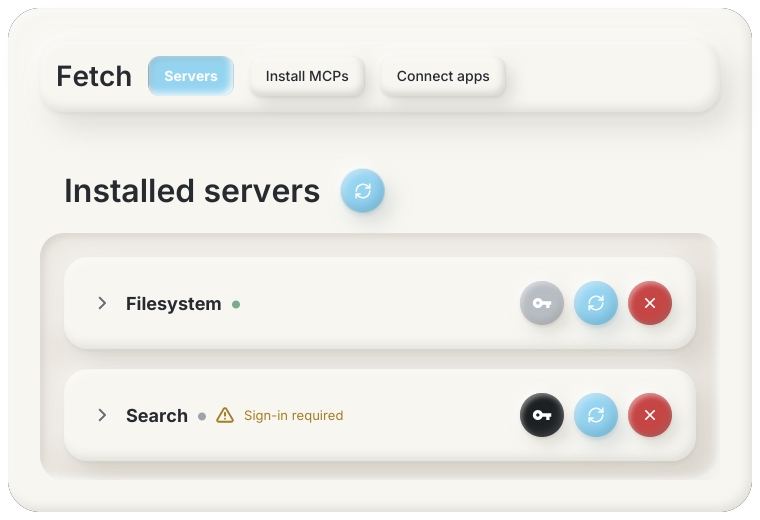 Fetch Servers Install MCPs Connect apps
Installed servers
Filesystem
Search Sign-in required